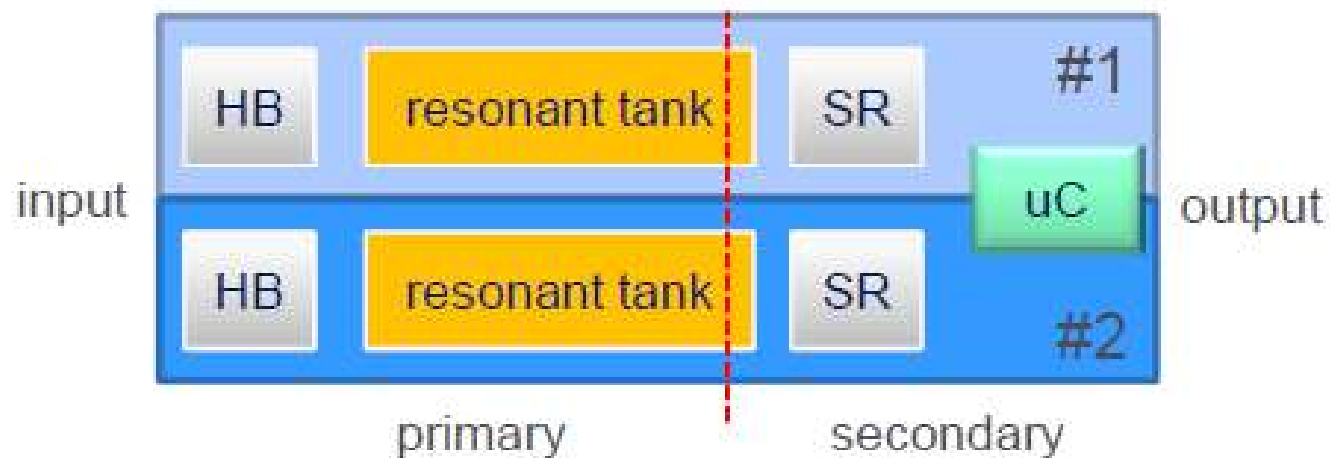 HB resonant tank SR #1
input uC output
HB resonant tank SR #2
primary secondary